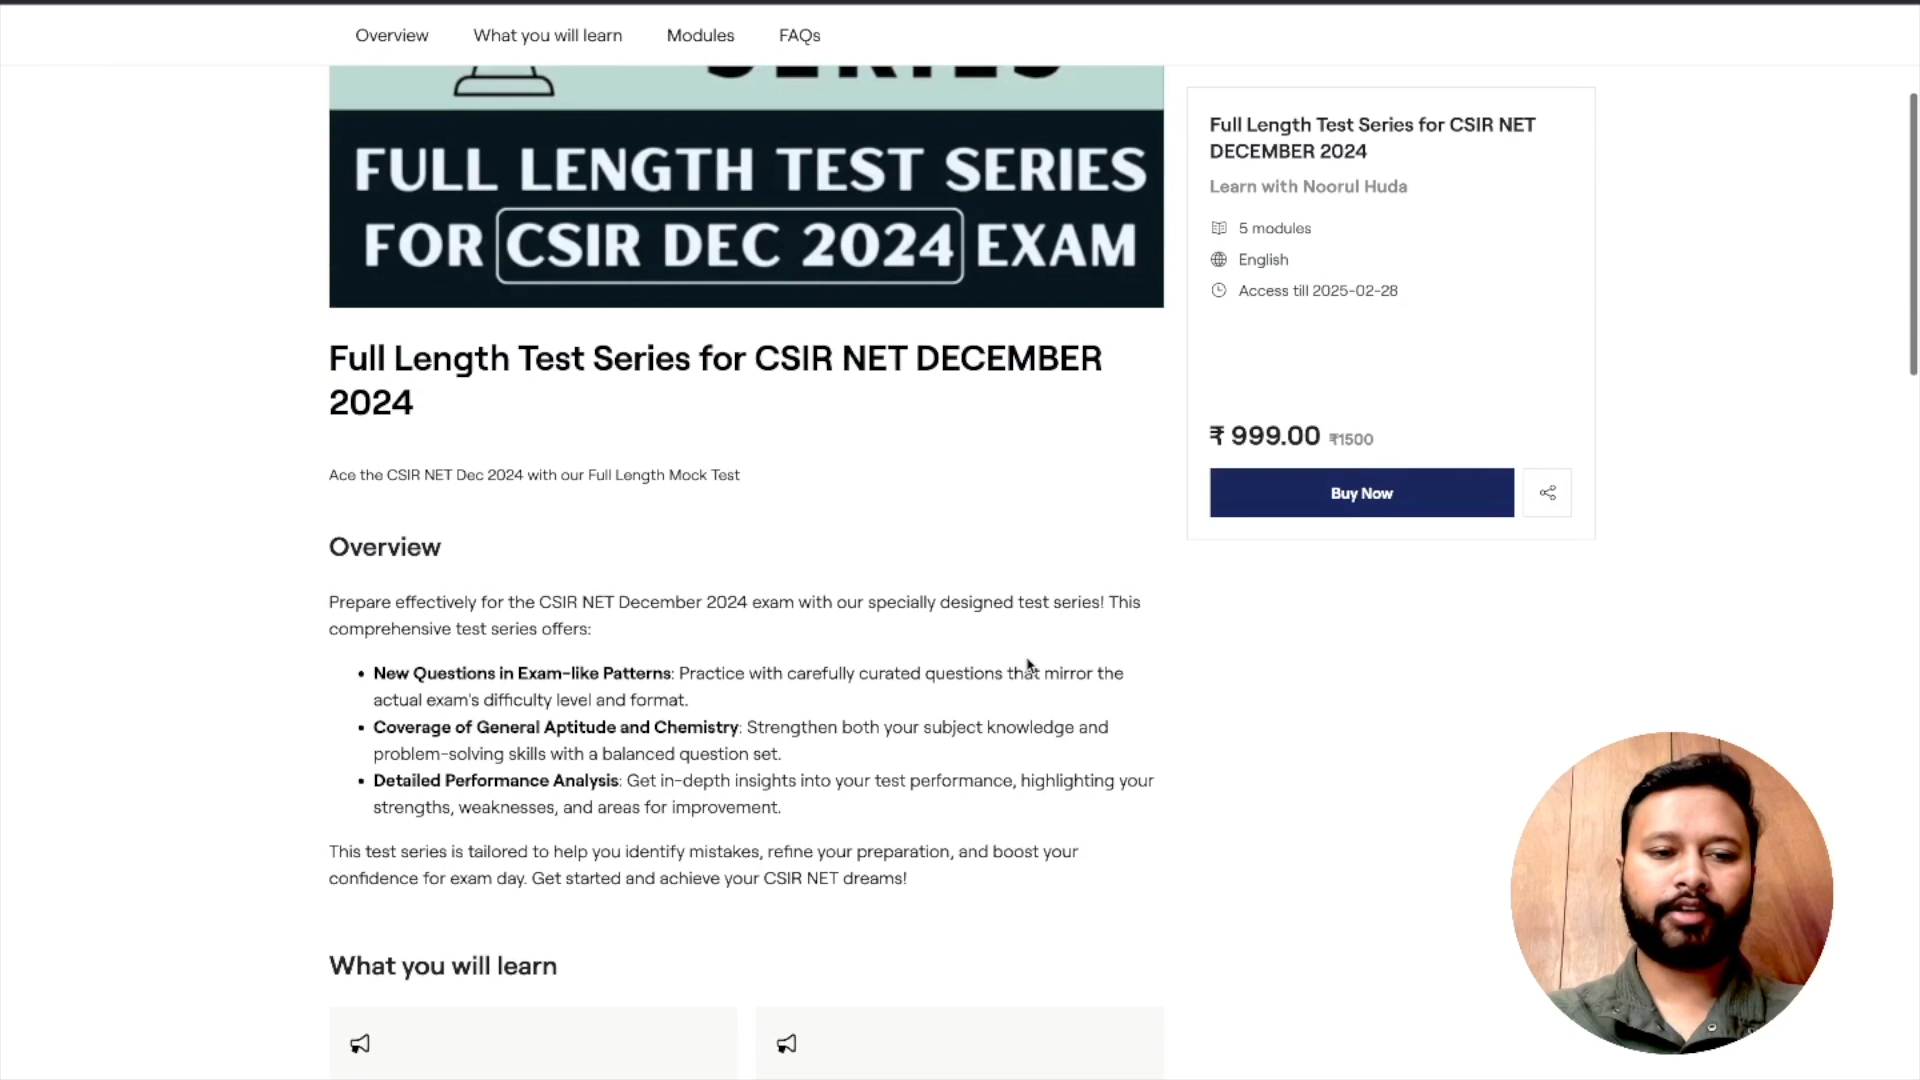 Overview What you will learn Modules FAQs
SERIES
FULL LENGTH TEST SERIES
FOR CSIR DEC 2024 EXAM
Full Length Test Series for CSIR NET DECEMBER
2024
Ace the CSIR NET Dec 2024 with our Full Length Mock Test
Overview
Prepare effectively for the CSIR NET December 2024 exam with our specially designed test series! This
comprehensive test series offers:
• New Questions in Exam-like Patterns: Practice with carefully curated questions that mirror the
actual exam's difficulty level and format.
• Coverage of General Aptitude and Chemistry: Strengthen both your subject knowledge and
problem-solving skills with a balanced question set.
• Detailed Performance Analysis: Get in-depth insights into your test performance, highlighting your
strengths, weaknesses, and areas for improvement.
This test series is tailored to help you identify mistakes, refine your preparation, and boost your
confidence for exam day. Get started and achieve your CSIR NET dreams!
What you will learn
Full Length Test Series for CSIR NET
DECEMBER 2024
Learn with Noorul Huda
5 modules
English
Access till 2025-02-28
₹ 999.00 ₹1500
Buy Now